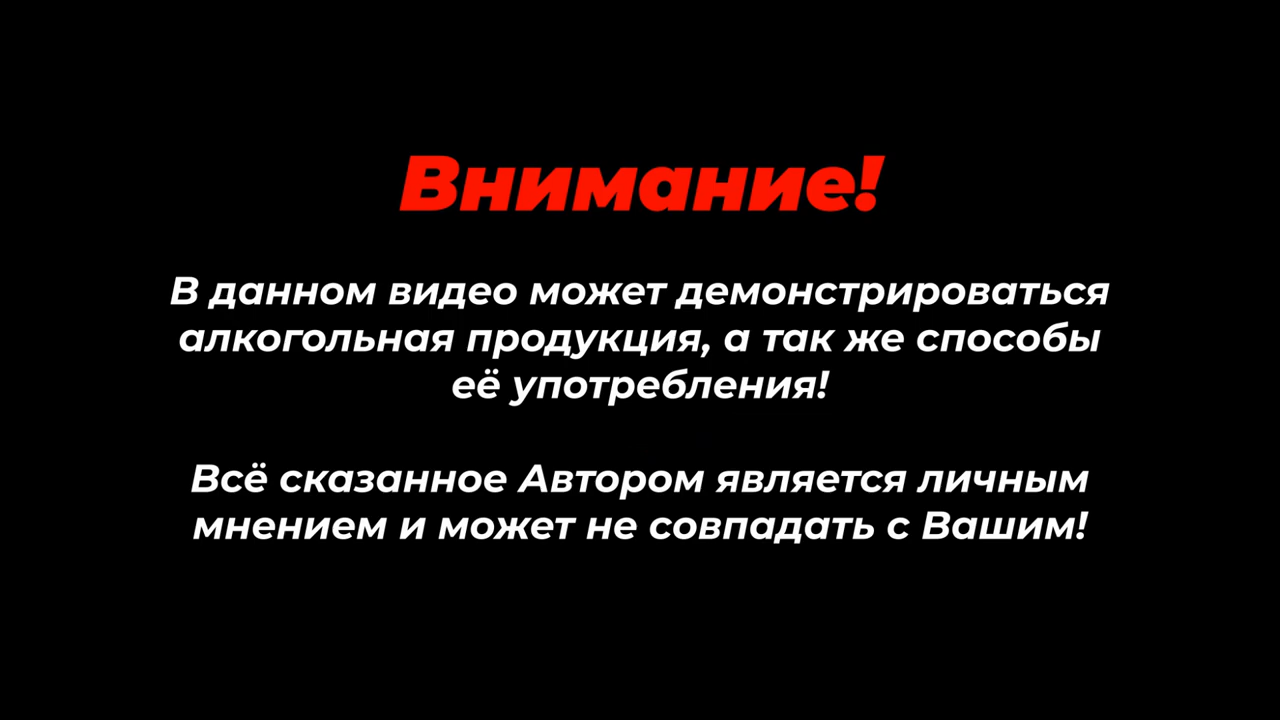 Внимание!
В данном видео может демонстрироваться
алкогольная продукция, а так же способы
её употребления!
Всё сказанное Автором является личным
мнением и может не совпадать с Вашим!